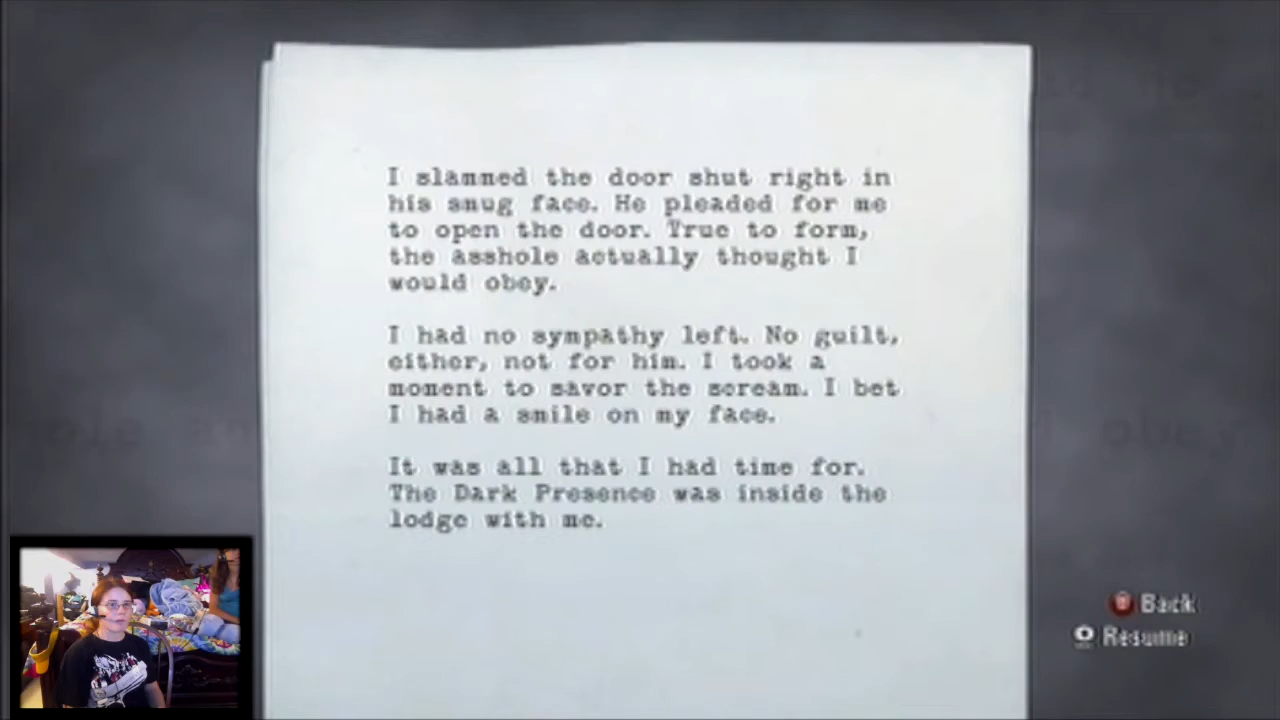 I slammed the door shut right in
his smug face. He pleaded for me
to open the door. True to form,
the asshole actually thought I
would obey.
I had no sympathy left. No guilt,
either, not for him. I took a
moment to savor the scream. I bet
I had a smile on my face.
It was all that I had time for.
The Dark Presence was inside the
lodge with me.
Back
Resume